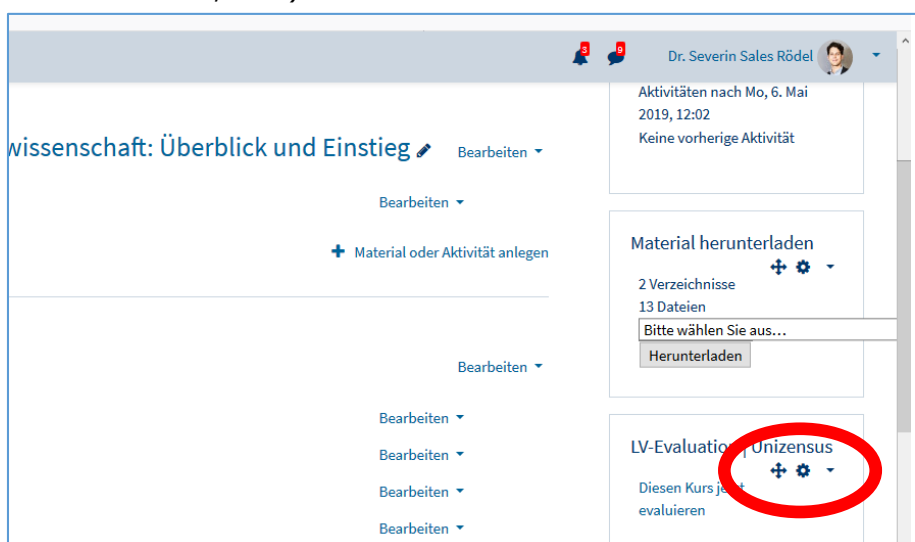 3 9 Dr. Severin Sales Rödel
Aktivitäten nach Mo, 6. Mai
2019, 12:02
Keine vorherige Aktivität
wissenschaft: Überblick und Einstieg Bearbeiten
Bearbeiten
Material oder Aktivität anlegen
Material herunterladen
2 Verzeichnisse
13 Dateien
Bitte wählen Sie aus...
Herunterladen
Bearbeiten
Bearbeiten
Bearbeiten
Bearbeiten
Bearbeiten
LV-Evaluation | Unizensus
Diesen Kurs jetzt
evaluieren